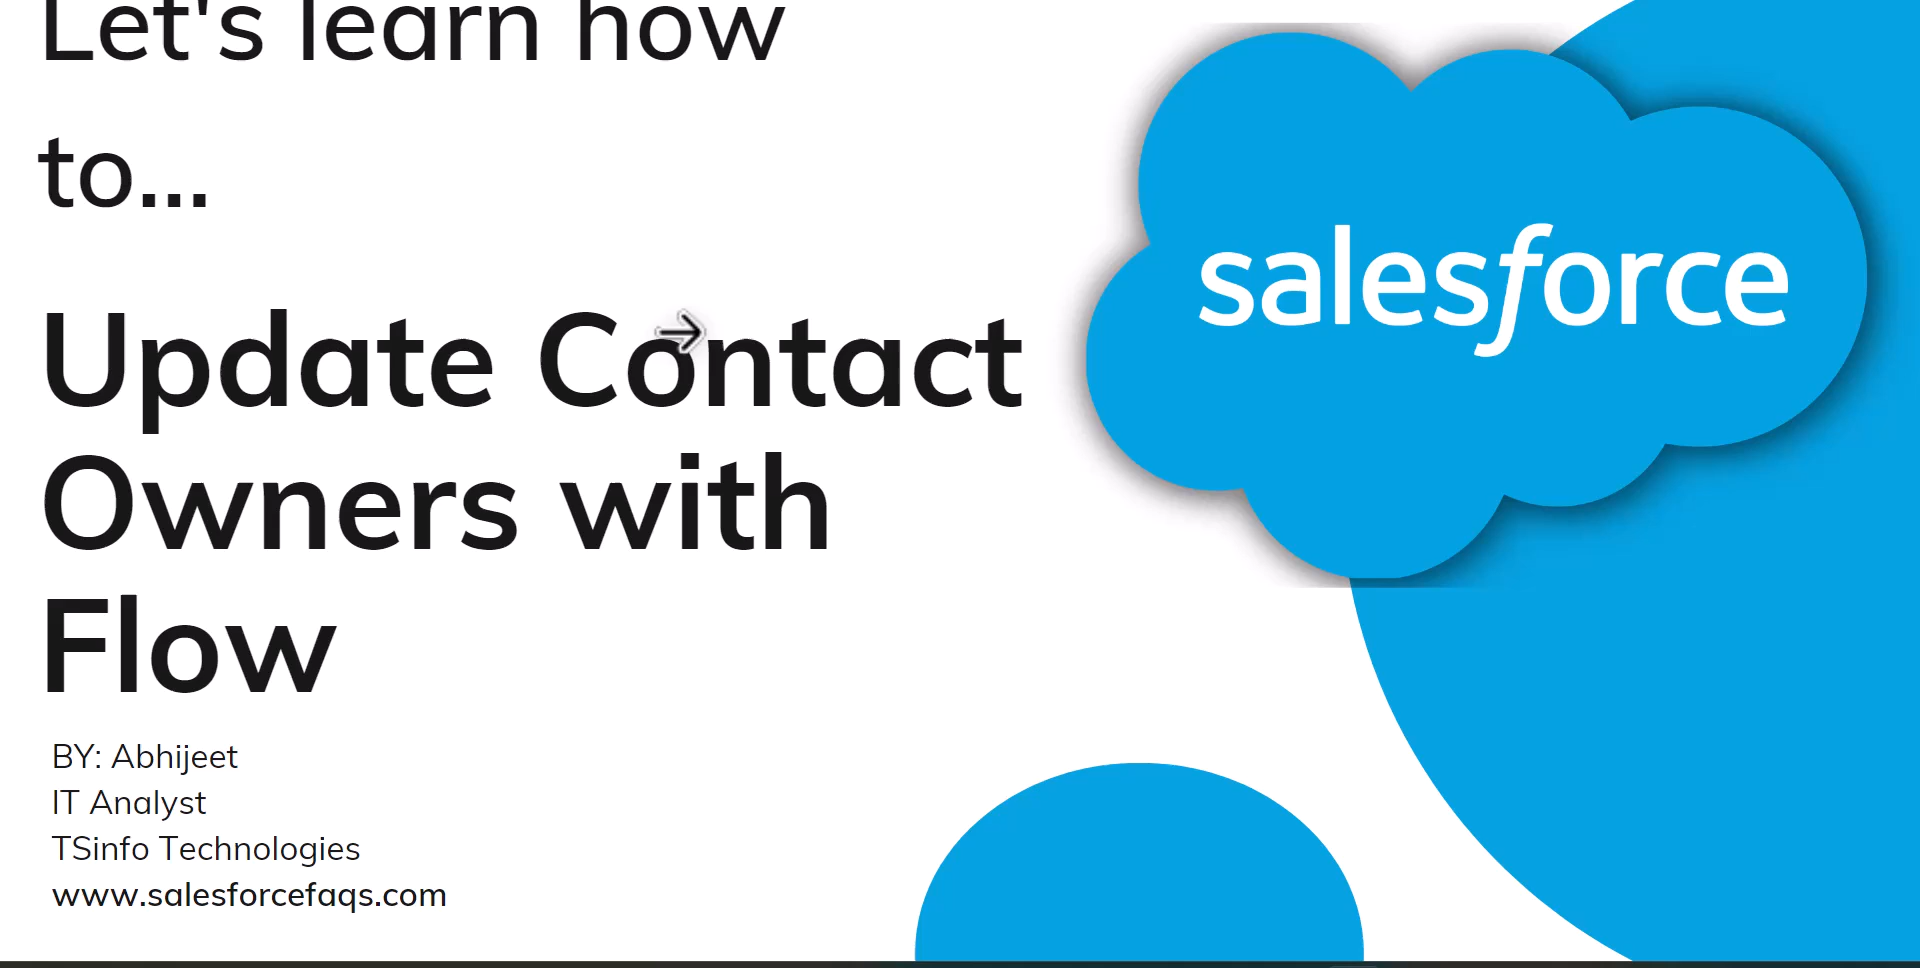 Let's learn how
to...
Update Contact
Owners with
Flow
BY: Abhijeet
IT Analyst
TSinfo Technologies
www.salesforcefaqs.com
salesforce